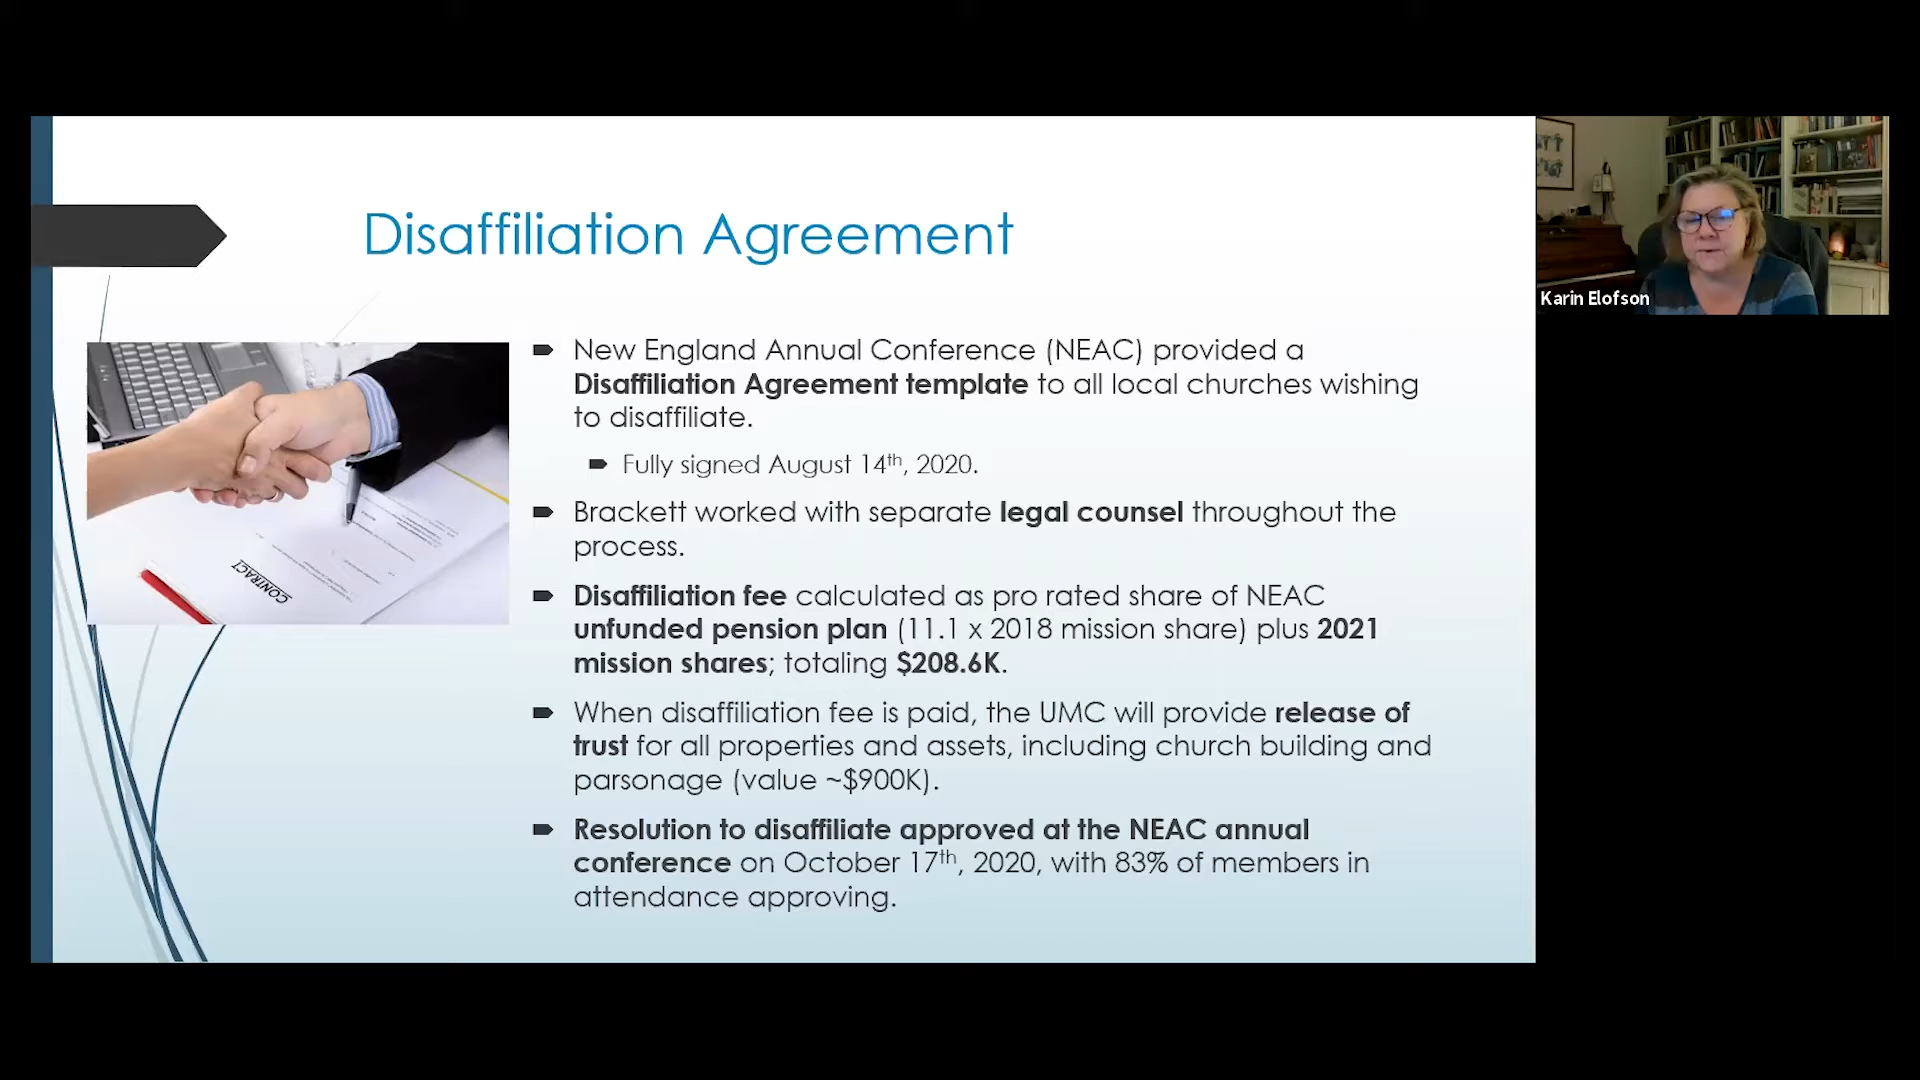 Disaffiliation Agreement
New England Annual Conference (NEAC) provided a
Disaffiliation Agreement template to all local churches wishing
to disaffiliate.
Fully signed August 14th, 2020.
Brackett worked with separate legal counsel throughout the
process.
Disaffiliation fee calculated as pro rated share of NEAC
unfunded pension plan (11.1 x 2018 mission share) plus 2021
mission shares; totaling $208.6K.
When disaffiliation fee is paid, the UMC will provide release of
trust for all properties and assets, including church building and
parsonage (value ~$900K).
Resolution to disaffiliate approved at the NEAC annual
conference on October 17th, 2020, with 83% of members in
attendance approving.
CONTRACT
Karin Elofson